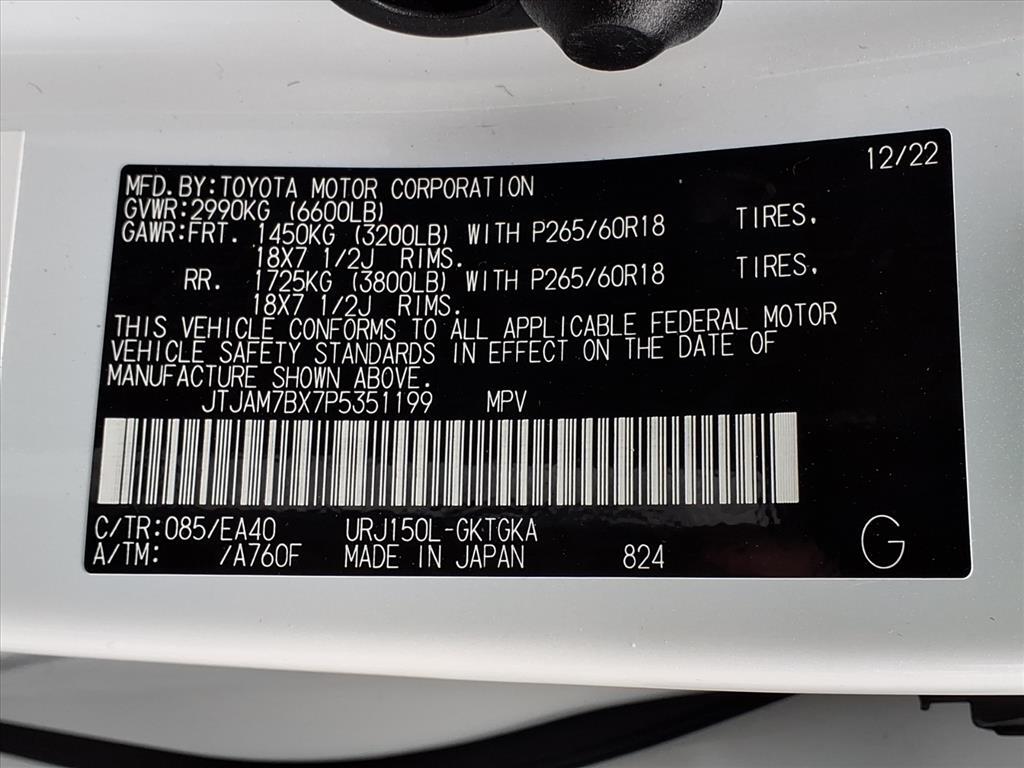 12/22
MFD.BY:TOYOTA MOTOR CORPORATION
GVWR:2990KG (6600LB)
GAWR:FRT. 1450KG (3200LB) WITH P265/60R18 TIRES,
18X7 1/2J RIMS.
RR. 1725KG (3800LB) WITH P265/60R18 TIRES,
18X7 1/2J RIMS.
THIS VEHICLE CONFORMS TO ALL APPLICABLE FEDERAL MOTOR
VEHICLE SAFETY STANDARDS IN EFFECT ON THE DATE OF
MANUFACTURE SHOWN ABOVE.
JTJAM7BX7P5351199 MPV
C/TR:085/EA40 URJ150L-GKTGKA
A/TM: /A760F MADE IN JAPAN 824 G